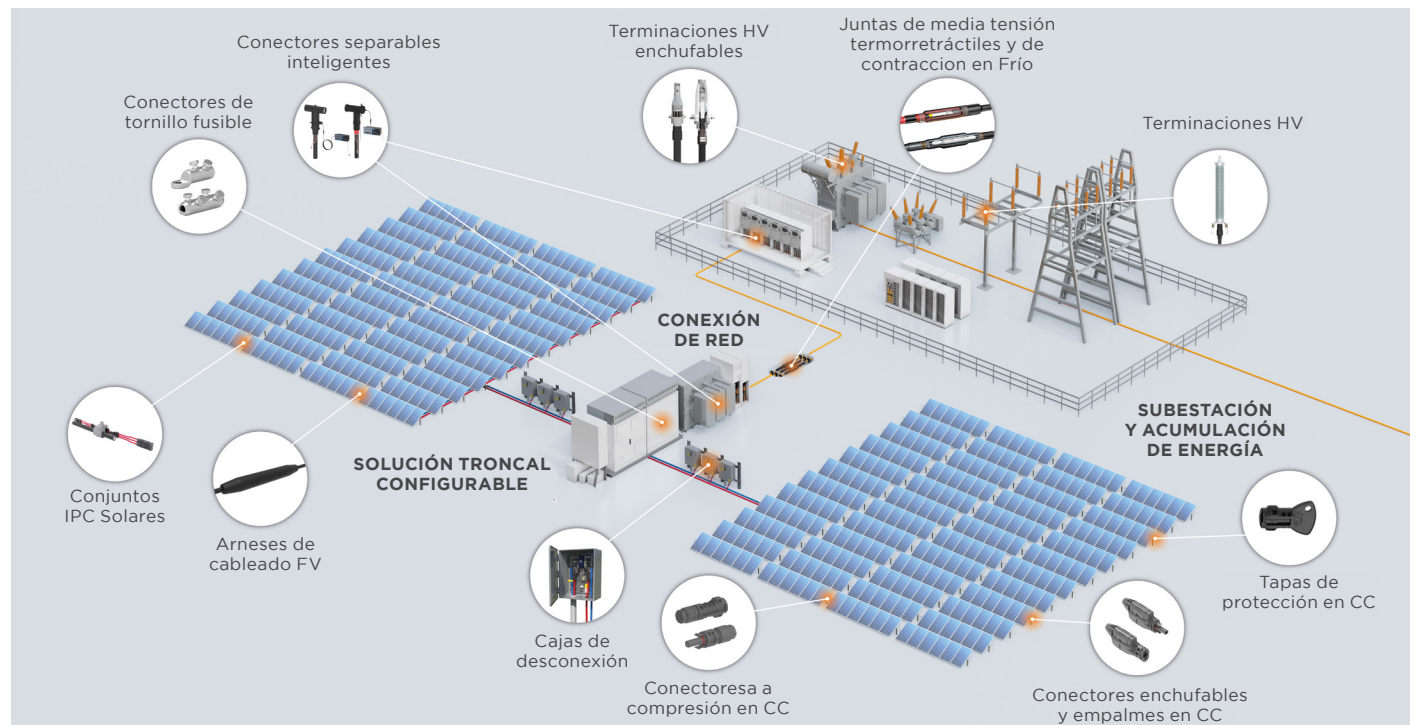 Conectores separables
inteligentes
Terminaciones HV
enchufables
Juntas de media tensión
termorretráctiles y de
contraccion en Frío
Conectores de
tornillo fusible
Terminaciones HV
CONEXIÓN
DE RED
SUBESTACIÓN
Y ACUMULACIÓN
DE ENERGÍA
SOLUCIÓN TRONCAL
CONFIGURABLE
Conjuntos
IPC Solares
Arneses de
cableado FV
Cajas de
desconexión
Conectoresa a
compresión en CC
Tapas de
protección en CC
Conectores enchufables
y empalmes en CC